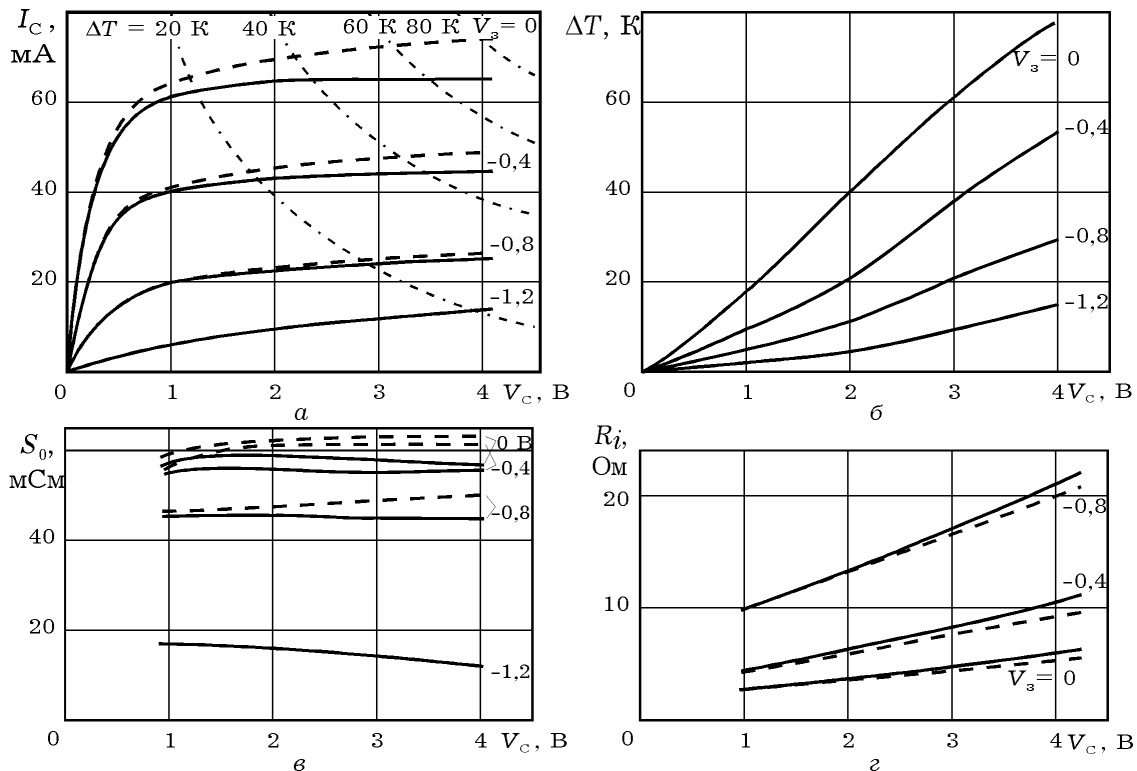 I_C, мА
ΔT = 20 К 40 К 60 К 80 К V_з= 0
60
–0,4
40
–0,8
20
–1,2
0 1 2 3 4 V_C, В
а
ΔT, К
V_з= 0
60
–0,4
40
–0,8
20
–1,2
0 1 2 3 4 V_C, В
б
S_0, мСм
0 В
–0,4
–0,8
40
20
–1,2
0 1 2 3 4 V_C, В
в
R_i, Ом
20
–0,8
–0,4
10
V_з= 0
0 1 2 3 4 V_C, В
г